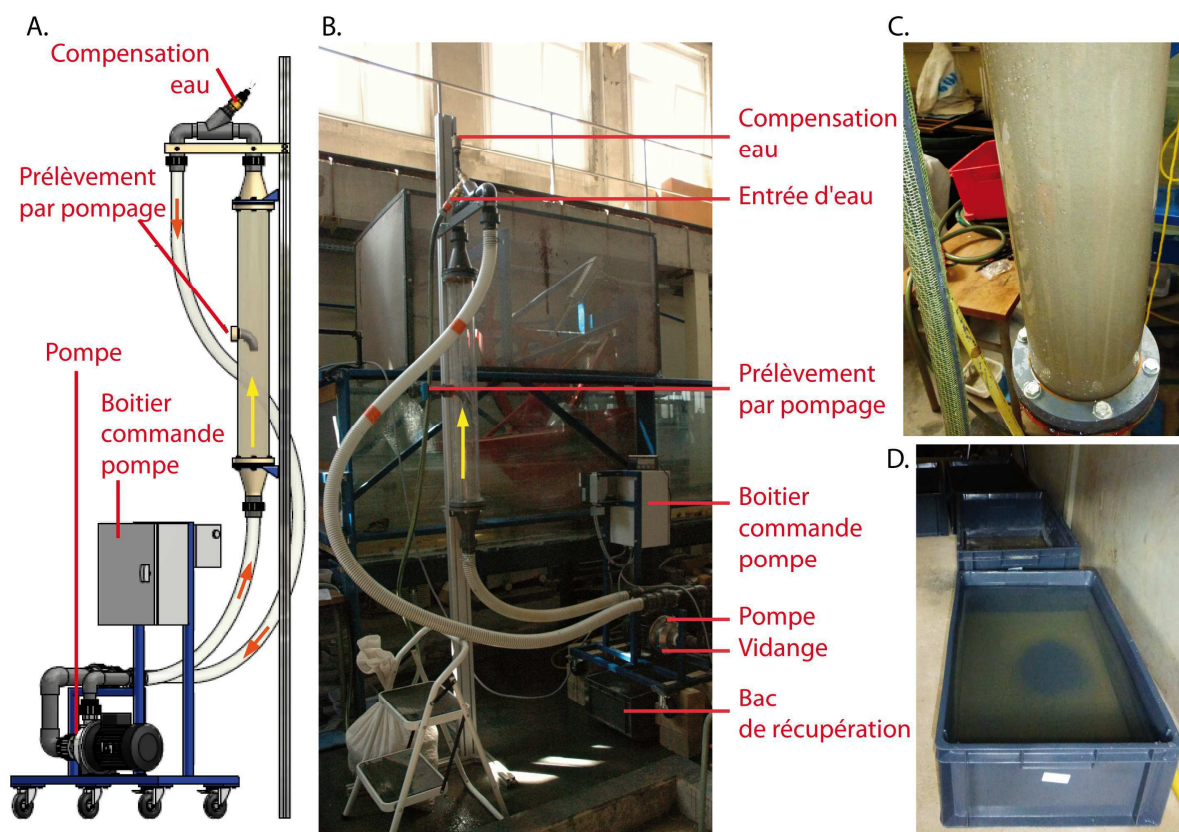 A.
Compensation
eau
Prélèvement
par pompage
Pompe
Boitier
commande
pompe
B.
Compensation
eau
Entrée d'eau
Prélèvement
par pompage
Boitier
commande
pompe
Pompe
Vidange
Bac
de récupération
C.
D.